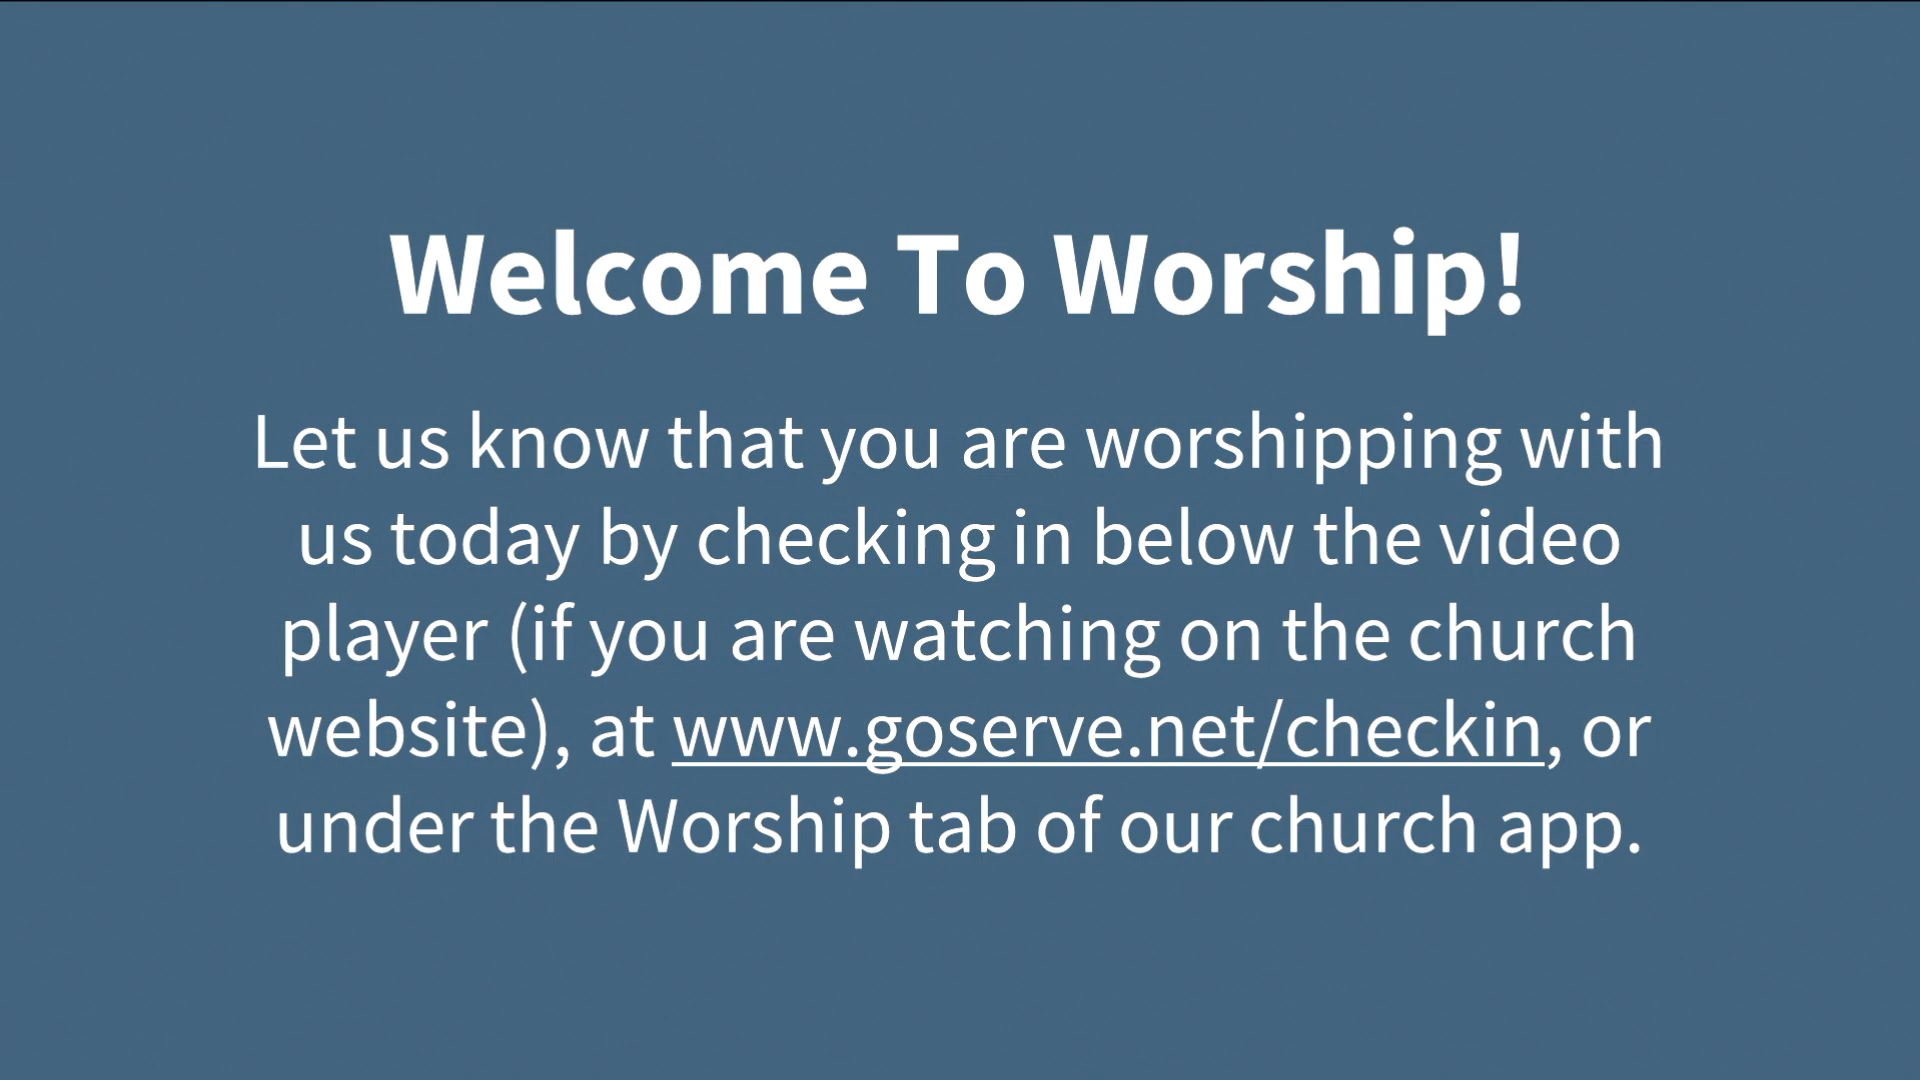 Welcome To Worship!
Let us know that you are worshipping with
us today by checking in below the video
player (if you are watching on the church
website), at www.goserve.net/checkin, or
under the Worship tab of our church app.